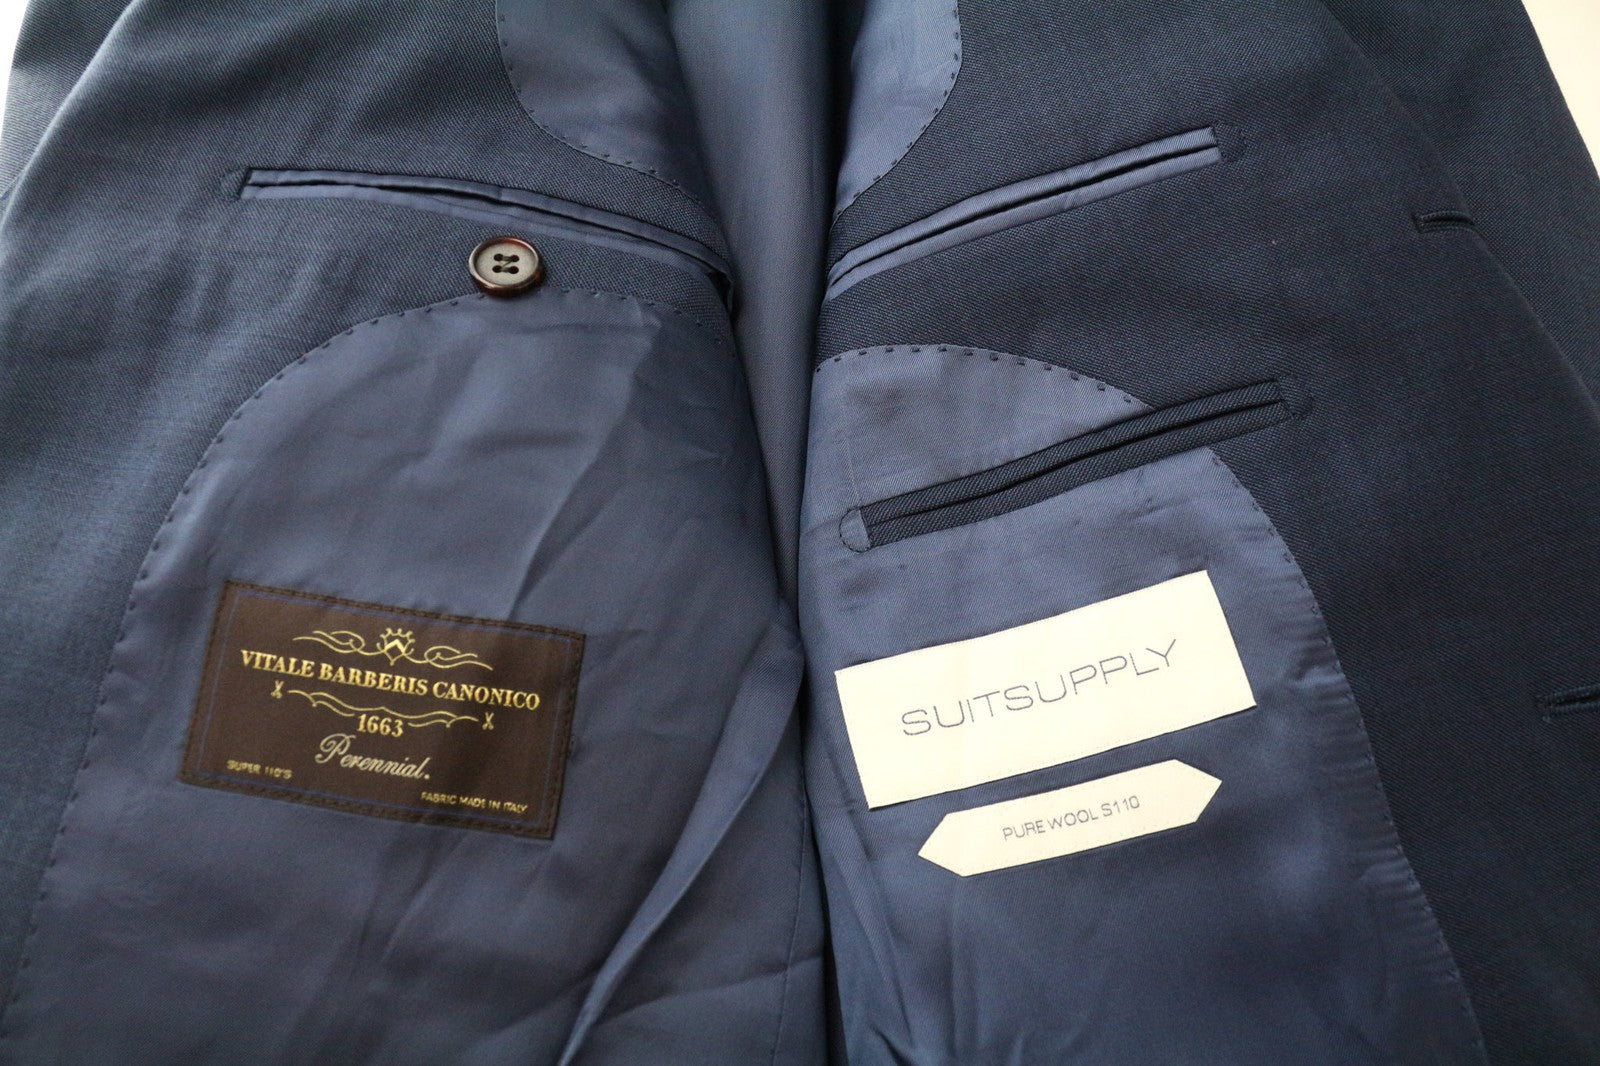 VITALE BARBERIS CANONICO
1663
Perennial.
SUPER 110'S
FABRIC MADE IN ITALY
SUITSUPPLY
PURE WOOL S110